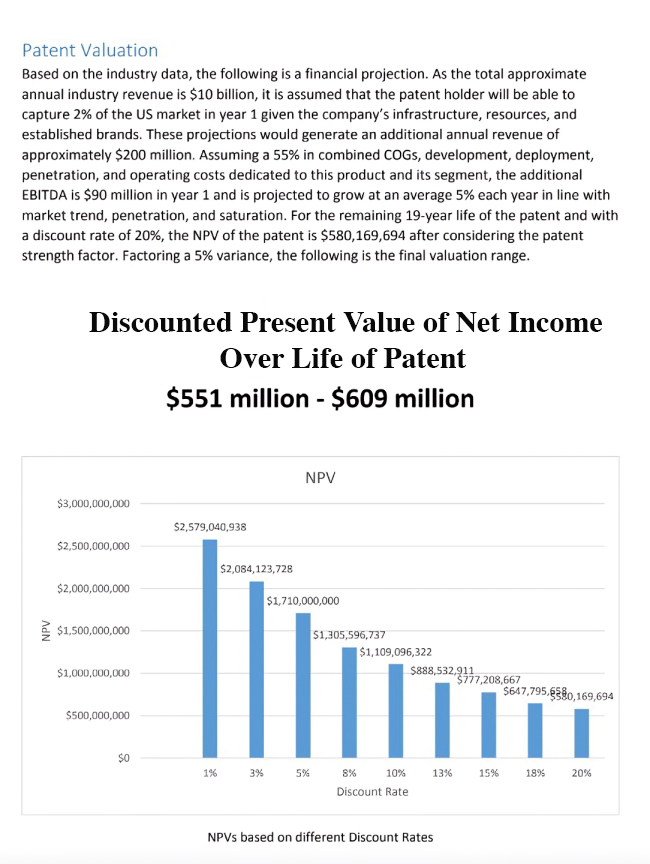 Patent Valuation
Based on the industry data, the following is a financial projection. As the total approximate
annual industry revenue is $10 billion, it is assumed that the patent holder will be able to
capture 2% of the US market in year 1 given the company's infrastructure, resources, and
established brands. These projections would generate an additional annual revenue of
approximately $200 million. Assuming a 55% in combined COGs, development, deployment,
penetration, and operating costs dedicated to this product and its segment, the additional
EBITDA is $90 million in year 1 and is projected to grow at an average 5% each year in line with
market trend, penetration, and saturation. For the remaining 19-year life of the patent and with
a discount rate of 20%, the NPV of the patent is $580,169,694 after considering the patent
strength factor. Factoring a 5% variance, the following is the final valuation range.
Discounted Present Value of Net Income
Over Life of Patent
$551 million - $609 million
NPV
$3,000,000,000
$2,500,000,000
$2,000,000,000
$1,500,000,000
$1,000,000,000
$500,000,000
$0
NPV
$2,579,040,938
$2,084,123,728
$1,710,000,000
$1,305,596,737
$1,109,096,322
$888,532,911
$777,208,667
$647,795,658
$580,169,694
1% 3% 5% 8% 10% 13% 15% 18% 20%
Discount Rate
NPVs based on different Discount Rates